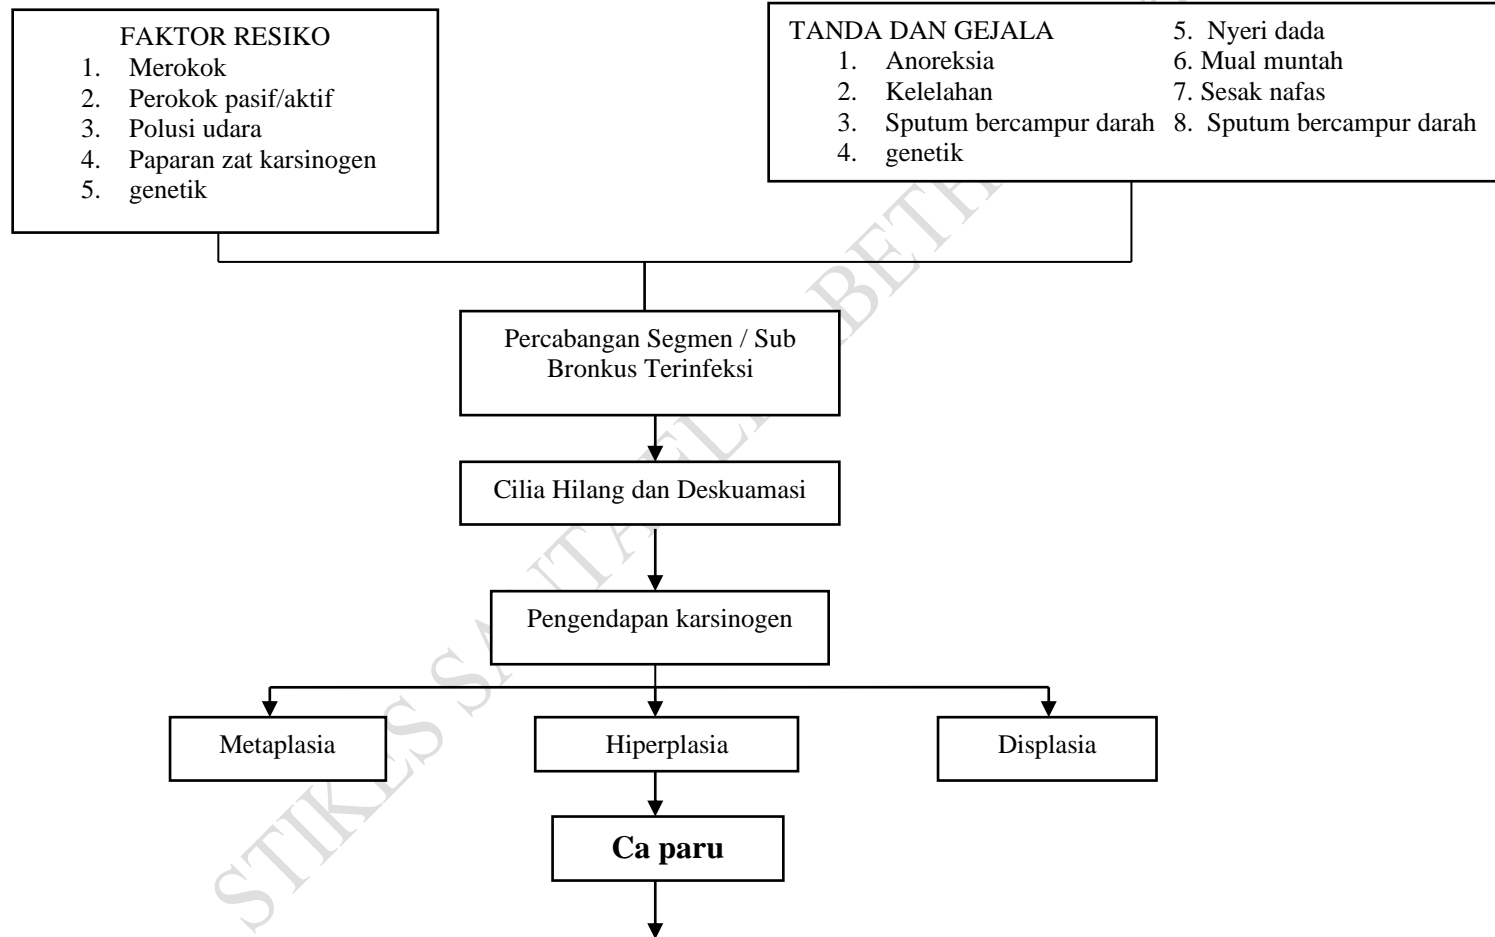 FAKTOR RESIKO
1. Merokok
2. Perokok pasif/aktif
3. Polusi udara
4. Paparan zat karsinogen
5. genetik
TANDA DAN GEJALA
1. Anoreksia
2. Kelelahan
3. Sputum bercampur darah
4. genetik
5. Nyeri dada
6. Mual muntah
7. Sesak nafas
8. Sputum bercampur darah
Percabangan Segmen / Sub
Bronkus Terinfeksi
Cilia Hilang dan Deskuamasi
Pengendapan karsinogen
Metaplasia
Hiperplasia
Displasia
Ca paru
STIKES